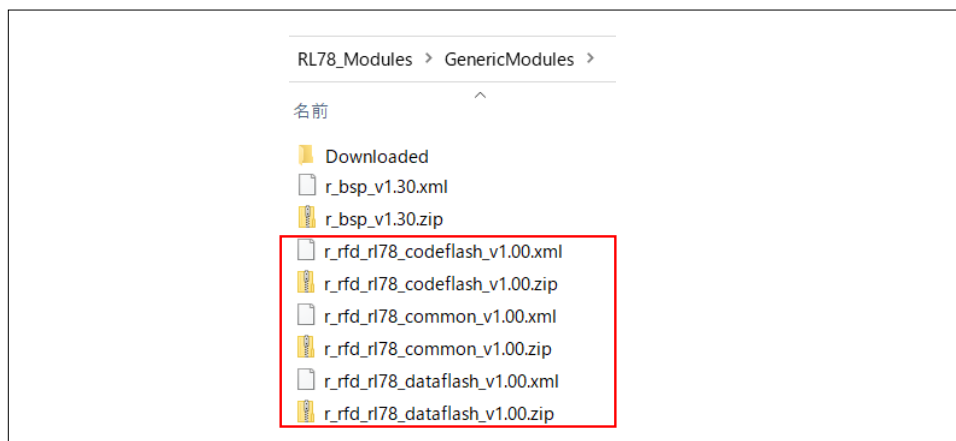 RL78_Modules > GenericModules >
名前
Downloaded
r_bsp_v1.30.xml
r_bsp_v1.30.zip
r_rfd_rl78_codeflash_v1.00.xml
r_rfd_rl78_codeflash_v1.00.zip
r_rfd_rl78_common_v1.00.xml
r_rfd_rl78_common_v1.00.zip
r_rfd_rl78_dataflash_v1.00.xml
r_rfd_rl78_dataflash_v1.00.zip